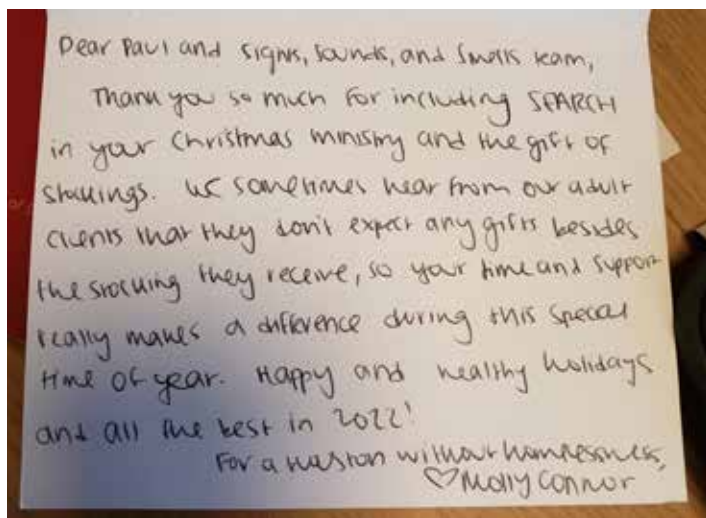 Dear Paul and Signs, Sounds, and Smells team,
Thank you so much for including SEARCH
in your Christmas ministry and the gift of
stockings. We sometimes hear from our adult
clients that they don't expect any gifts besides
the stocking they receive, so your time and support
really makes a difference during this special
time of year. Happy and healthy holidays
and all the best in 2022!
For a Houston without homelessness,
♡ Molly Connor